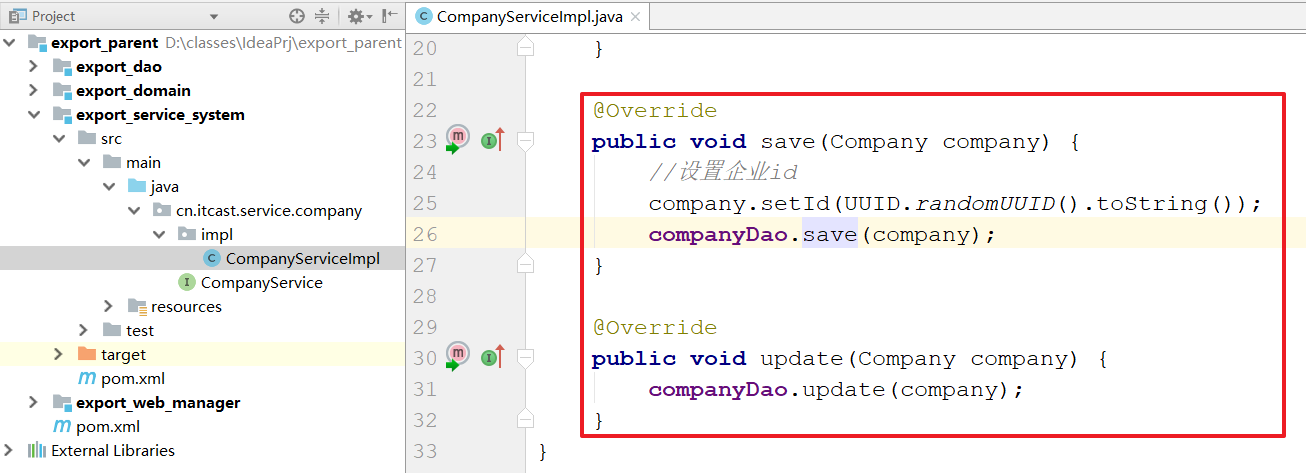 Project
export_parent D:\classes\IdeaPrj\export_parent
export_dao
export_domain
export_service_system
src
main
java
cn.itcast.service.company
impl
C CompanyServiceImpl
I CompanyService
resources
test
target
m pom.xml
export_web_manager
m pom.xml
External Libraries
C CompanyServiceImpl.java
20 }
21
22 @Override
23 m I public void save(Company company) {
24 //设置企业id
25 company.setId(UUID.randomUUID().toString());
26 companyDao.save(company);
27 }
28
29 @Override
30 m I public void update(Company company) {
31 companyDao.update(company);
32 }
33 }